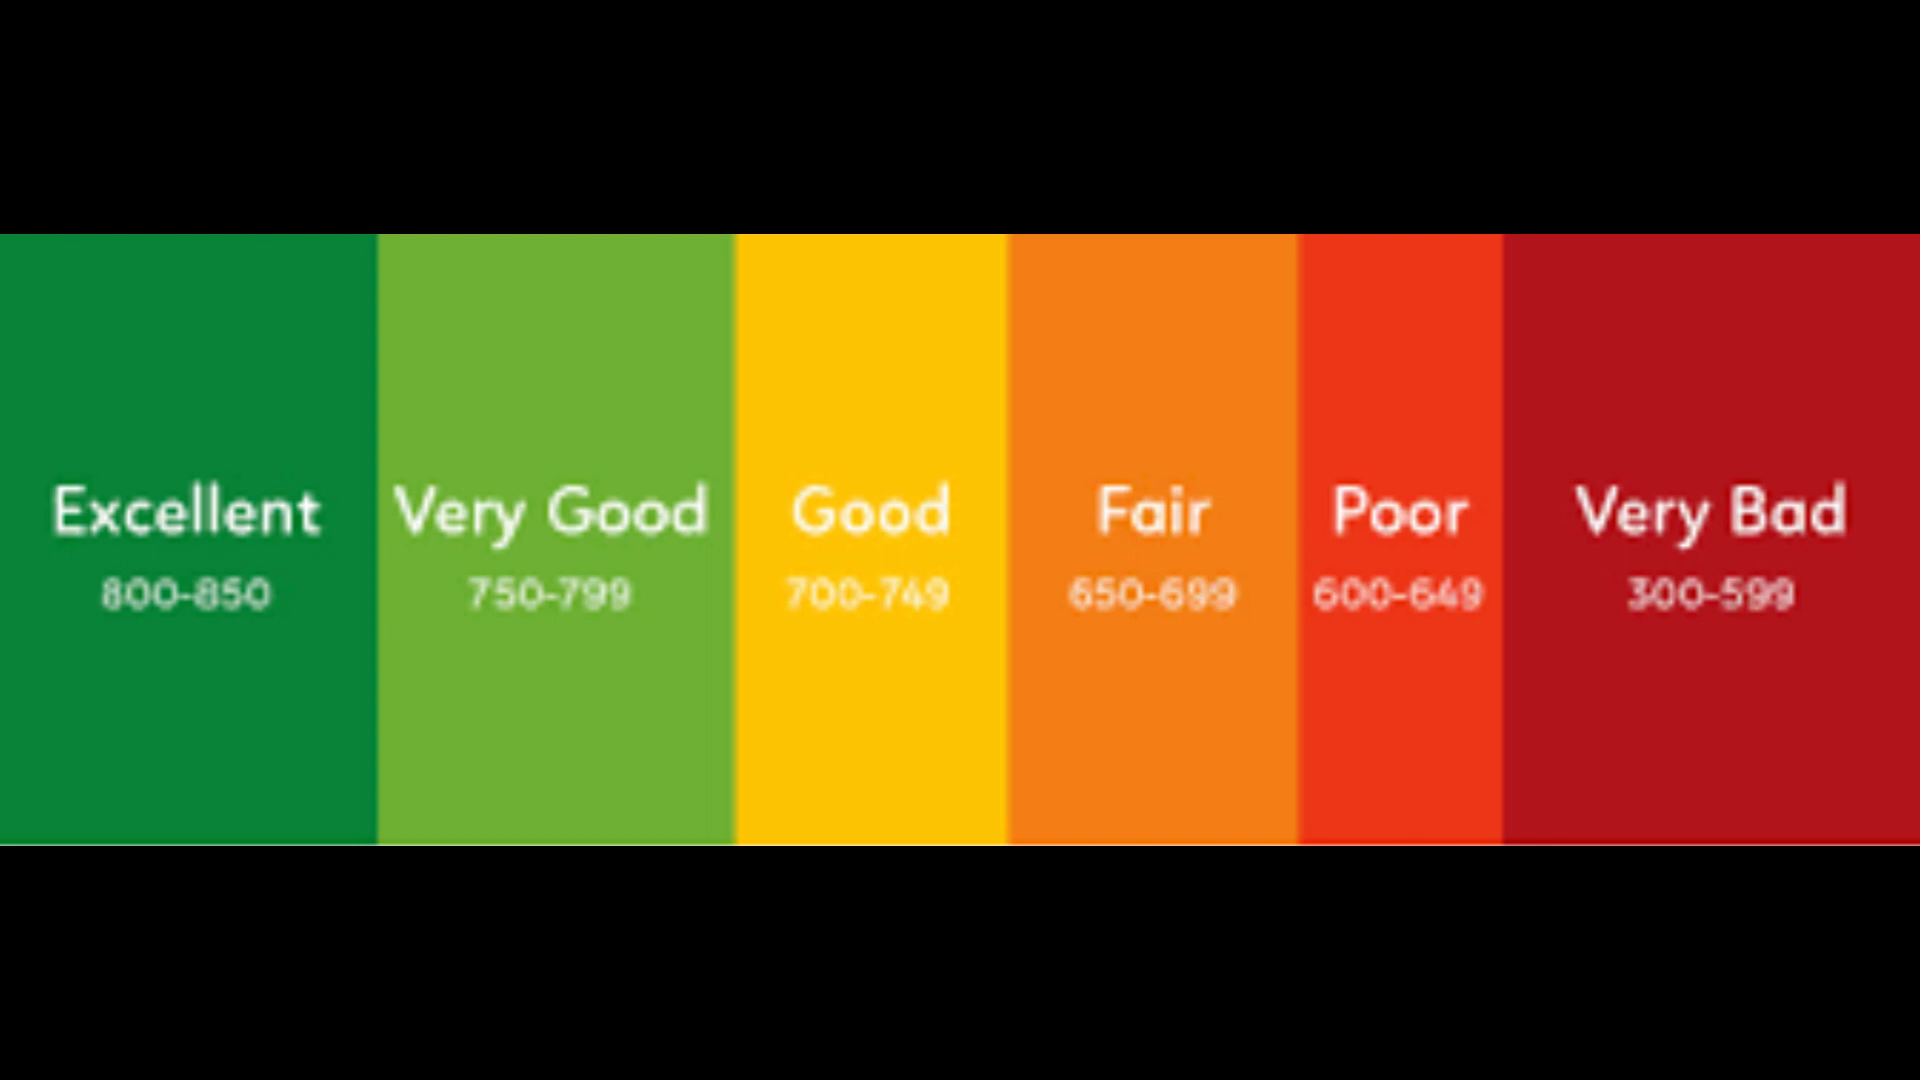 Excellent
800-850
Very Good
750-799
Good
700-749
Fair
650-699
Poor
600-649
Very Bad
300-599